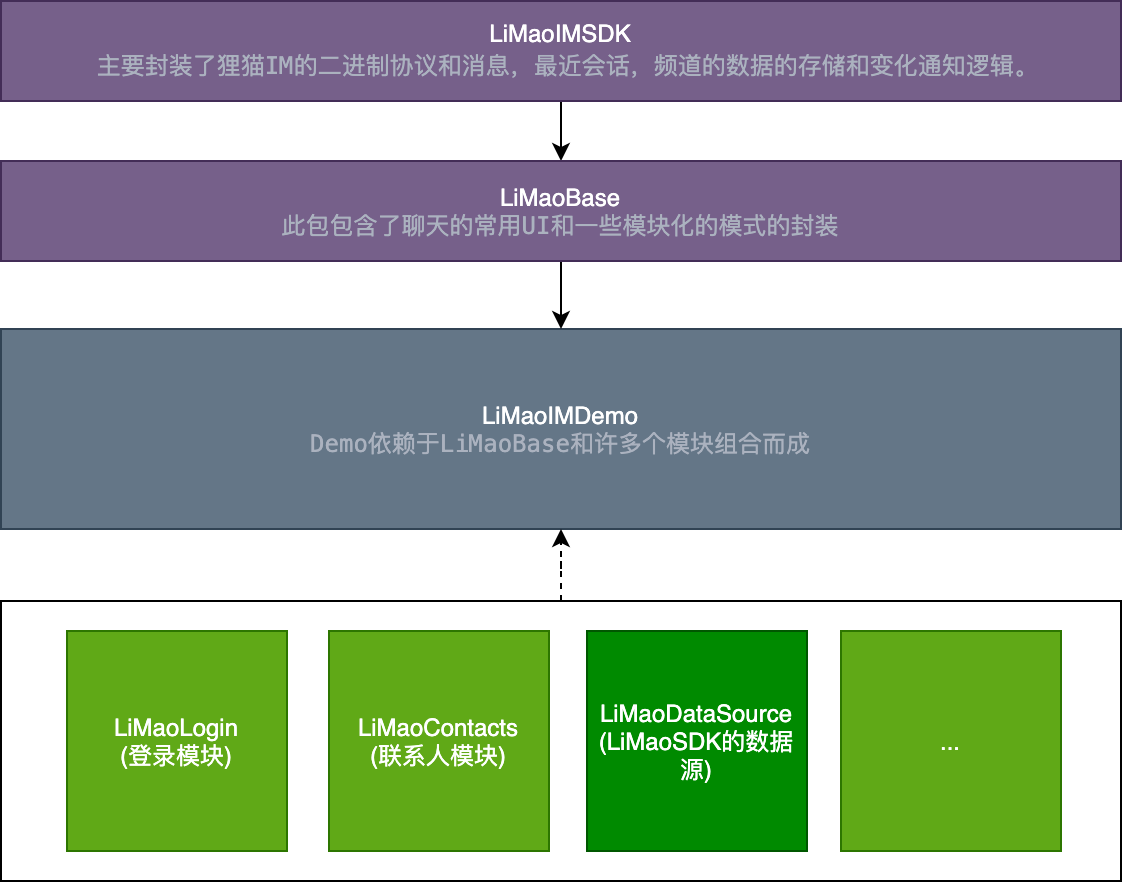 LiMaoIMSDK
主要封装了狸猫IM的二进制协议和消息，最近会话，频道的数据的存储和变化通知逻辑。
LiMaoBase
此包包含了聊天的常用UI和一些模块化的模式的封装
LiMaoIMDemo
Demo依赖于LiMaoBase和许多个模块组合而成
LiMaoLogin
(登录模块)
LiMaoContacts
(联系人模块)
LiMaoDataSource
(LiMaoSDK的数据
源)
...